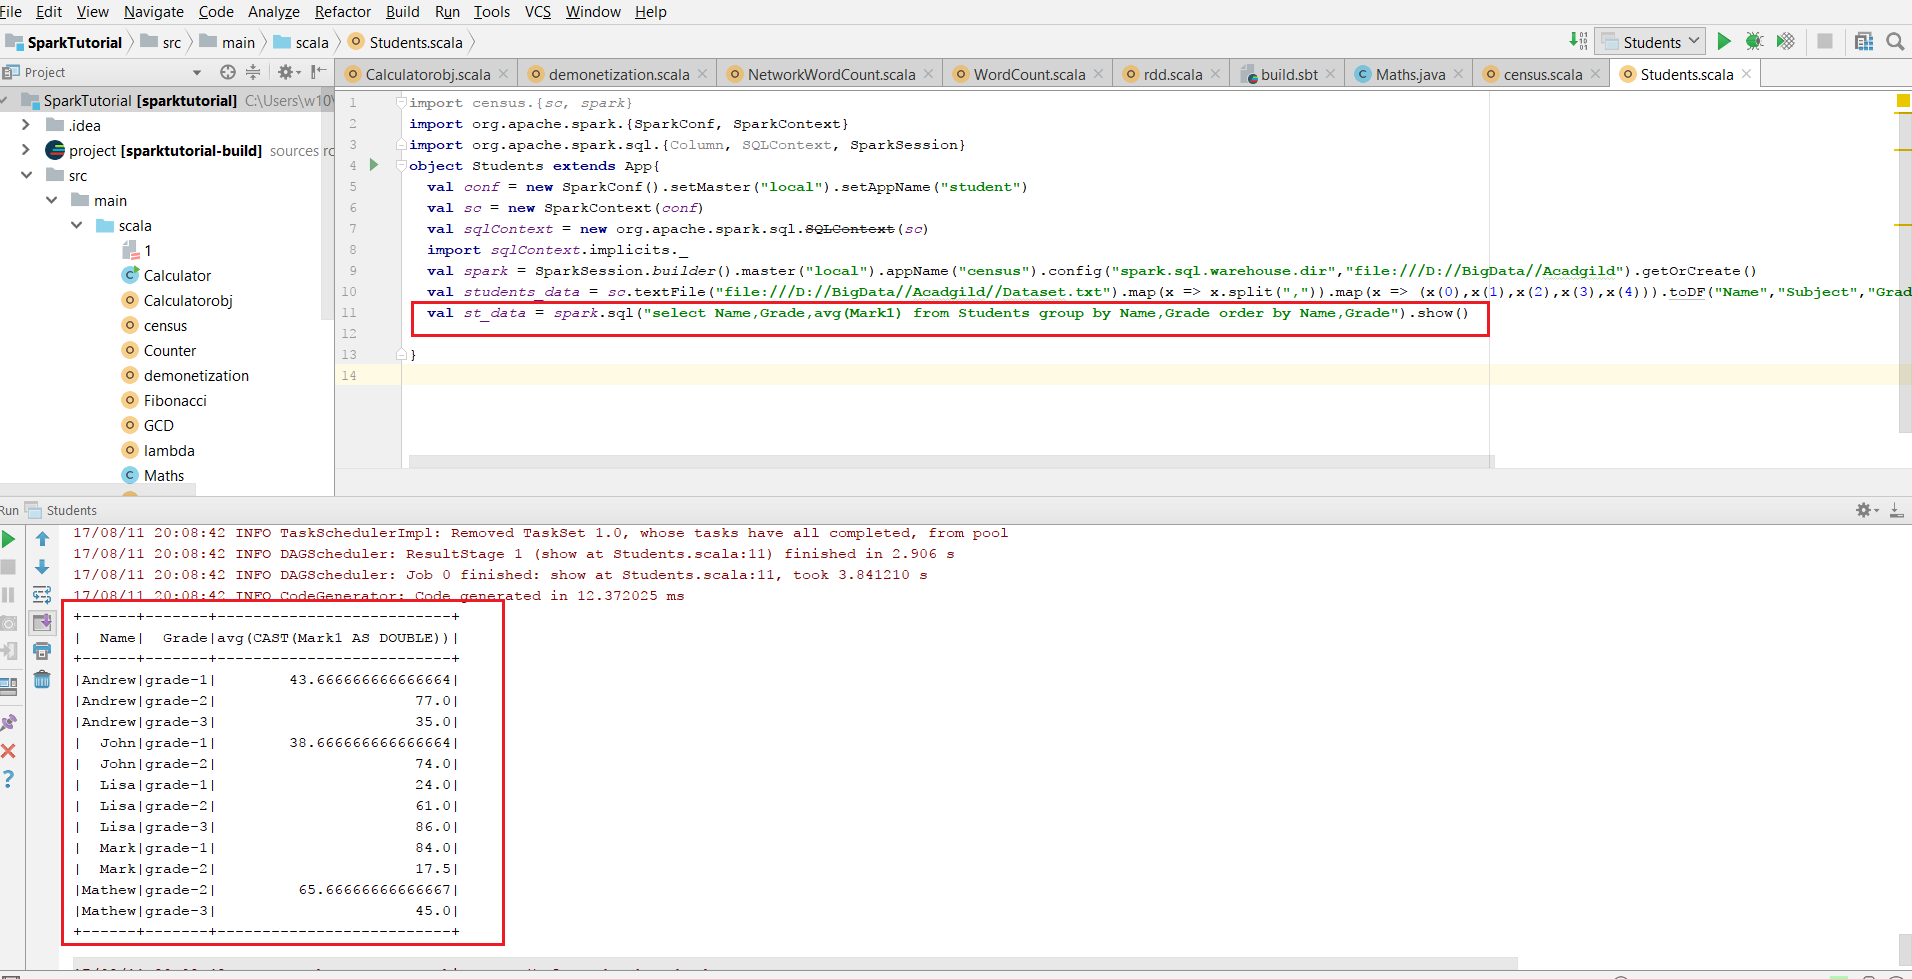 File Edit View Navigate Code Analyze Refactor Build Run Tools VCS Window Help
SparkTutorial src main scala Students.scala Students
Project
Calculatorobj.scala demonetization.scala NetworkWordCount.scala WordCount.scala rdd.scala build.sbt Maths.java census.scala Students.scala
SparkTutorial [sparktutorial] C:\Users\w10\
.idea
project [sparktutorial-build] sources
src
main
scala
1
Calculator
Calculatorobj
census
Counter
demonetization
Fibonacci
GCD
lambda
Maths
1 import census.{sc, spark}
2 import org.apache.spark.{SparkConf, SparkContext}
3 import org.apache.spark.sql.{Column, SQLContext, SparkSession}
4 object Students extends App{
5 val conf = new SparkConf().setMaster("local").setAppName("student")
6 val sc = new SparkContext(conf)
7 val sqlContext = new org.apache.spark.sql.SQLContext(sc)
8 import sqlContext.implicits._
9 val spark = SparkSession.builder().master("local").appName("census").config("spark.sql.warehouse.dir","file:///D://BigData//Acadgild").getOrCreate()
10 val students_data = sc.textFile("file:///D://BigData//Acadgild//Dataset.txt").map(x => x.split(",")).map(x => (x(0),x(1),x(2),x(3),x(4))).toDF("Name","Subject","Grad
11 val st_data = spark.sql("select Name,Grade,avg(Mark1) from Students group by Name,Grade order by Name,Grade").show()
12
13 }
14
Run Students
17/08/11 20:08:42 INFO TaskSchedulerImpl: Removed TaskSet 1.0, whose tasks have all completed, from pool
17/08/11 20:08:42 INFO DAGScheduler: ResultStage 1 (show at Students.scala:11) finished in 2.906 s
17/08/11 20:08:42 INFO DAGScheduler: Job 0 finished: show at Students.scala:11, took 3.841210 s
17/08/11 20:08:42 INFO CodeGenerator: Code generated in 12.372025 ms
+------+-------+--------------------------+
|  Name|  Grade|avg(CAST(Mark1 AS DOUBLE))|
+------+-------+--------------------------+
|Andrew|grade-1|        43.666666666666664|
|Andrew|grade-2|                      77.0|
|Andrew|grade-3|                      35.0|
|  John|grade-1|        38.666666666666664|
|  John|grade-2|                      74.0|
|  Lisa|grade-1|                      24.0|
|  Lisa|grade-2|                      61.0|
|  Lisa|grade-3|                      86.0|
|  Mark|grade-1|                      84.0|
|  Mark|grade-2|                      17.5|
|Mathew|grade-2|         65.66666666666667|
|Mathew|grade-3|                      45.0|
+------+-------+--------------------------+